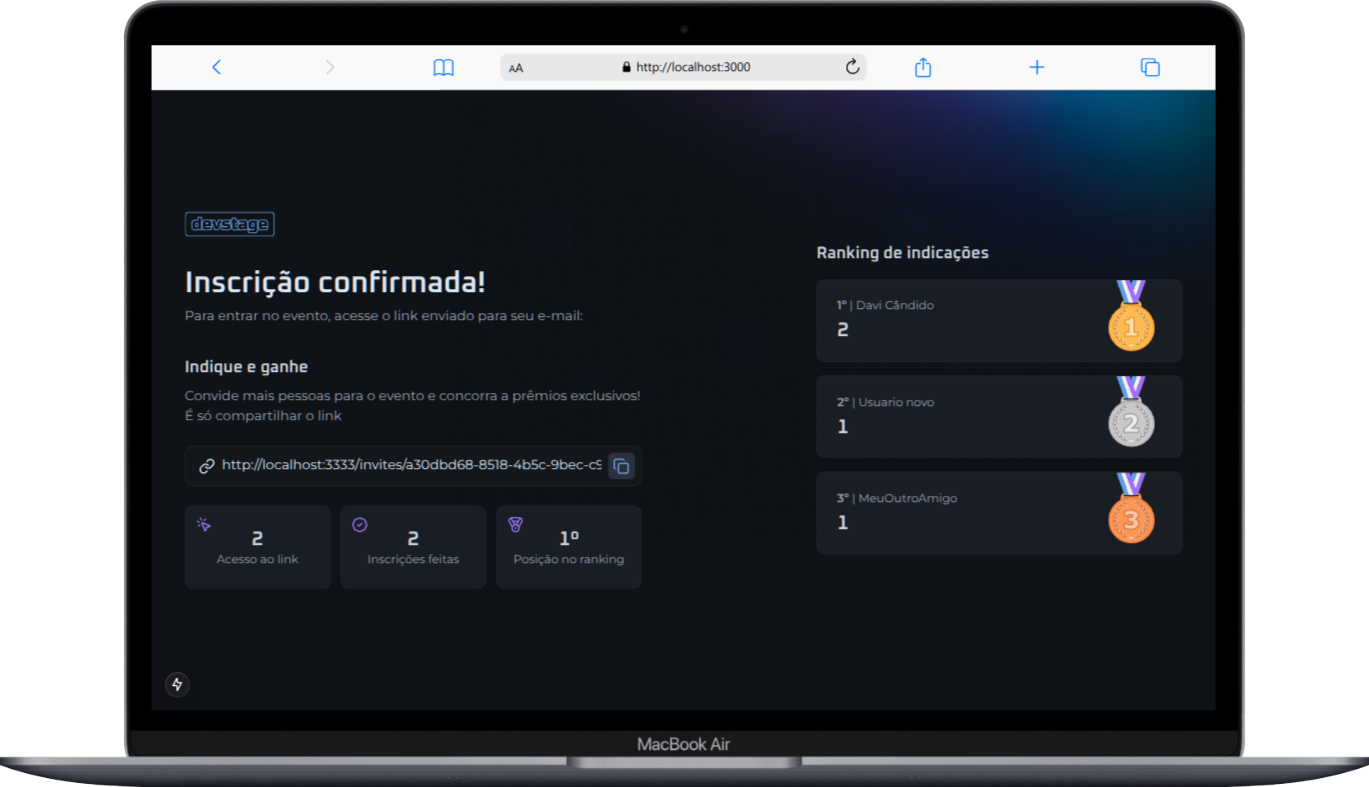 AA
http://localhost:3000
devstage
Inscrição confirmada!
Para entrar no evento, acesse o link enviado para seu e-mail:
Indique e ganhe
Convide mais pessoas para o evento e concorra a prêmios exclusivos!
É só compartilhar o link
http://localhost:3333/invites/a30dbd68-8518-4b5c-9bec-c9
2
Acesso ao link
2
Inscrições feitas
1º
Posição no ranking
Ranking de indicações
1º | Davi Cândido
2
1
2º | Usuario novo
1
2
3º | MeuOutroAmigo
1
3
MacBook Air